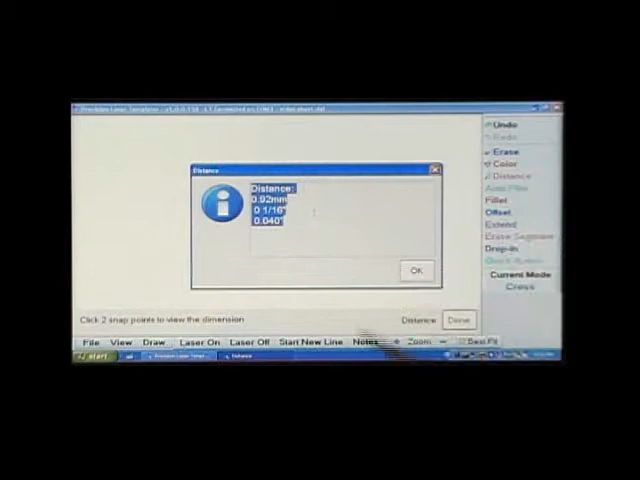 Undo
Redo
Erase
Color
Distance
Distance
Distance:
0.92mm
0 1/16"
0.040"
Fillet
Offset
Extend
Erase Segment
Drop-in
OK
Current Mode
Cross
Click 2 snap points to view the dimension
Distance
Done
File View Draw Laser On Laser Off Start New Line Notes + Zoom - Best Fit
start
Distance